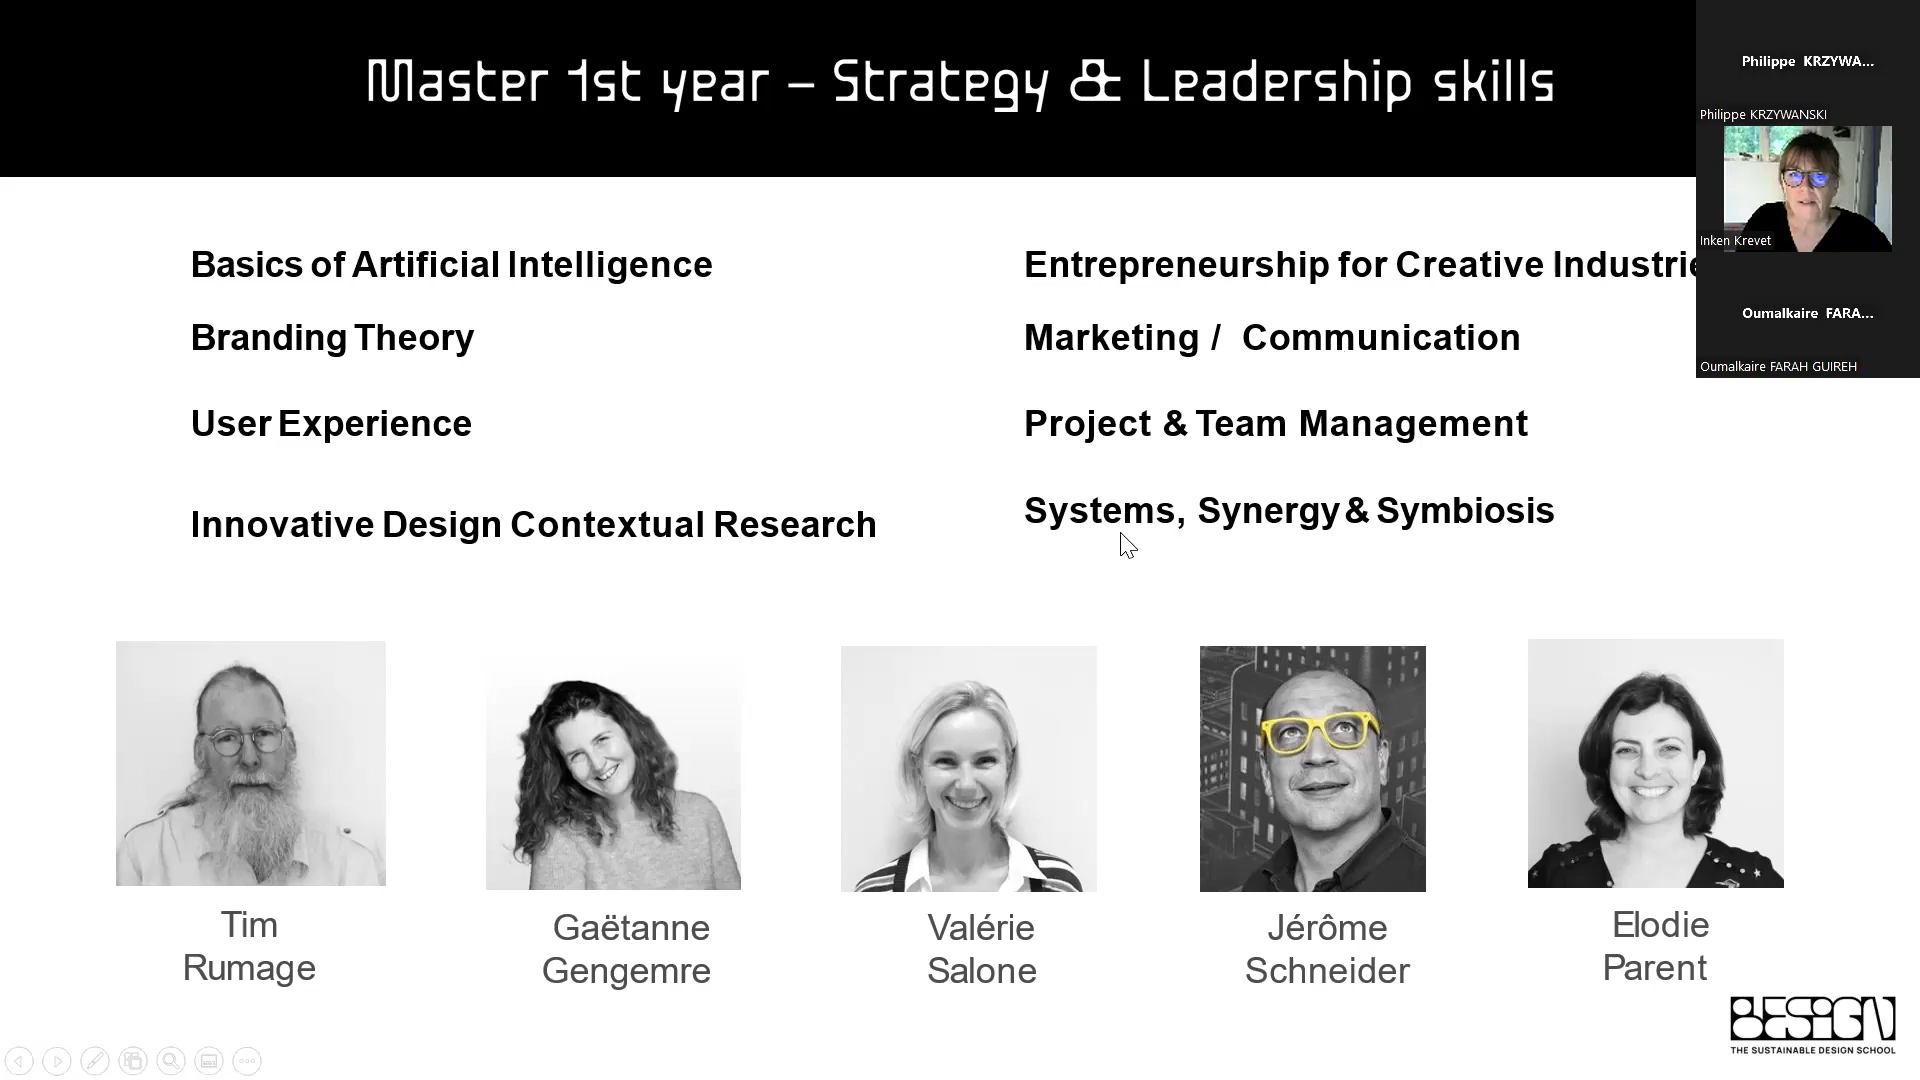 Master 1st year – Strategy & Leadership skills
Philippe KRZYWA...
Philippe KRZYWANSKI
Inken Krevet
Oumalkaire FARA...
Oumalkaire FARAH GUIREH
Basics of Artificial Intelligence
Branding Theory
User Experience
Innovative Design Contextual Research
Entrepreneurship for Creative Industrie
Marketing / Communication
Project & Team Management
Systems, Synergy & Symbiosis
Tim
Rumage
Gaëtanne
Gengemre
Valérie
Salone
Jérôme
Schneider
Elodie
Parent
DESIGN
THE SUSTAINABLE DESIGN SCHOOL